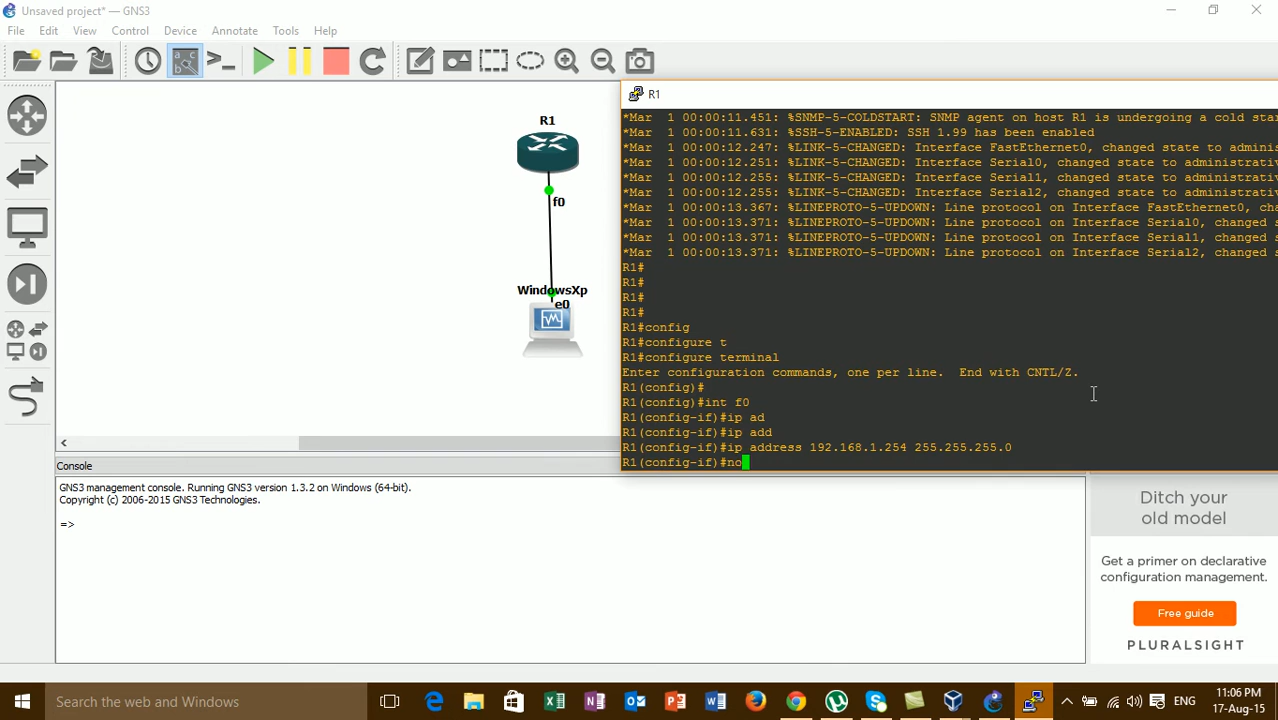 Unsaved project* — GNS3
File Edit View Control Device Annotate Tools Help
R1
f0
WindowsXp
e0
R1
*Mar 1 00:00:11.451: %SNMP-5-COLDSTART: SNMP agent on host R1 is undergoing a cold star
*Mar 1 00:00:11.631: %SSH-5-ENABLED: SSH 1.99 has been enabled
*Mar 1 00:00:12.247: %LINK-5-CHANGED: Interface FastEthernet0, changed state to adminis
*Mar 1 00:00:12.251: %LINK-5-CHANGED: Interface Serial0, changed state to administrativ
*Mar 1 00:00:12.255: %LINK-5-CHANGED: Interface Serial1, changed state to administrativ
*Mar 1 00:00:12.255: %LINK-5-CHANGED: Interface Serial2, changed state to administrativ
*Mar 1 00:00:13.367: %LINEPROTO-5-UPDOWN: Line protocol on Interface FastEthernet0, cha
*Mar 1 00:00:13.371: %LINEPROTO-5-UPDOWN: Line protocol on Interface Serial0, changed s
*Mar 1 00:00:13.371: %LINEPROTO-5-UPDOWN: Line protocol on Interface Serial1, changed s
*Mar 1 00:00:13.371: %LINEPROTO-5-UPDOWN: Line protocol on Interface Serial2, changed s
R1#
R1#
R1#
R1#
R1#config
R1#configure t
R1#configure terminal
Enter configuration commands, one per line. End with CNTL/Z.
R1(config)#
R1(config)#int f0
R1(config-if)#ip ad
R1(config-if)#ip add
R1(config-if)#ip address 192.168.1.254 255.255.255.0
R1(config-if)#no
Console
GNS3 management console. Running GNS3 version 1.3.2 on Windows (64-bit).
Copyright (c) 2006-2015 GNS3 Technologies.
=>
Ditch your
old model
Get a primer on declarative
configuration management.
Free guide
PLURALSIGHT
Search the web and Windows
ENG
11:06 PM
17-Aug-15